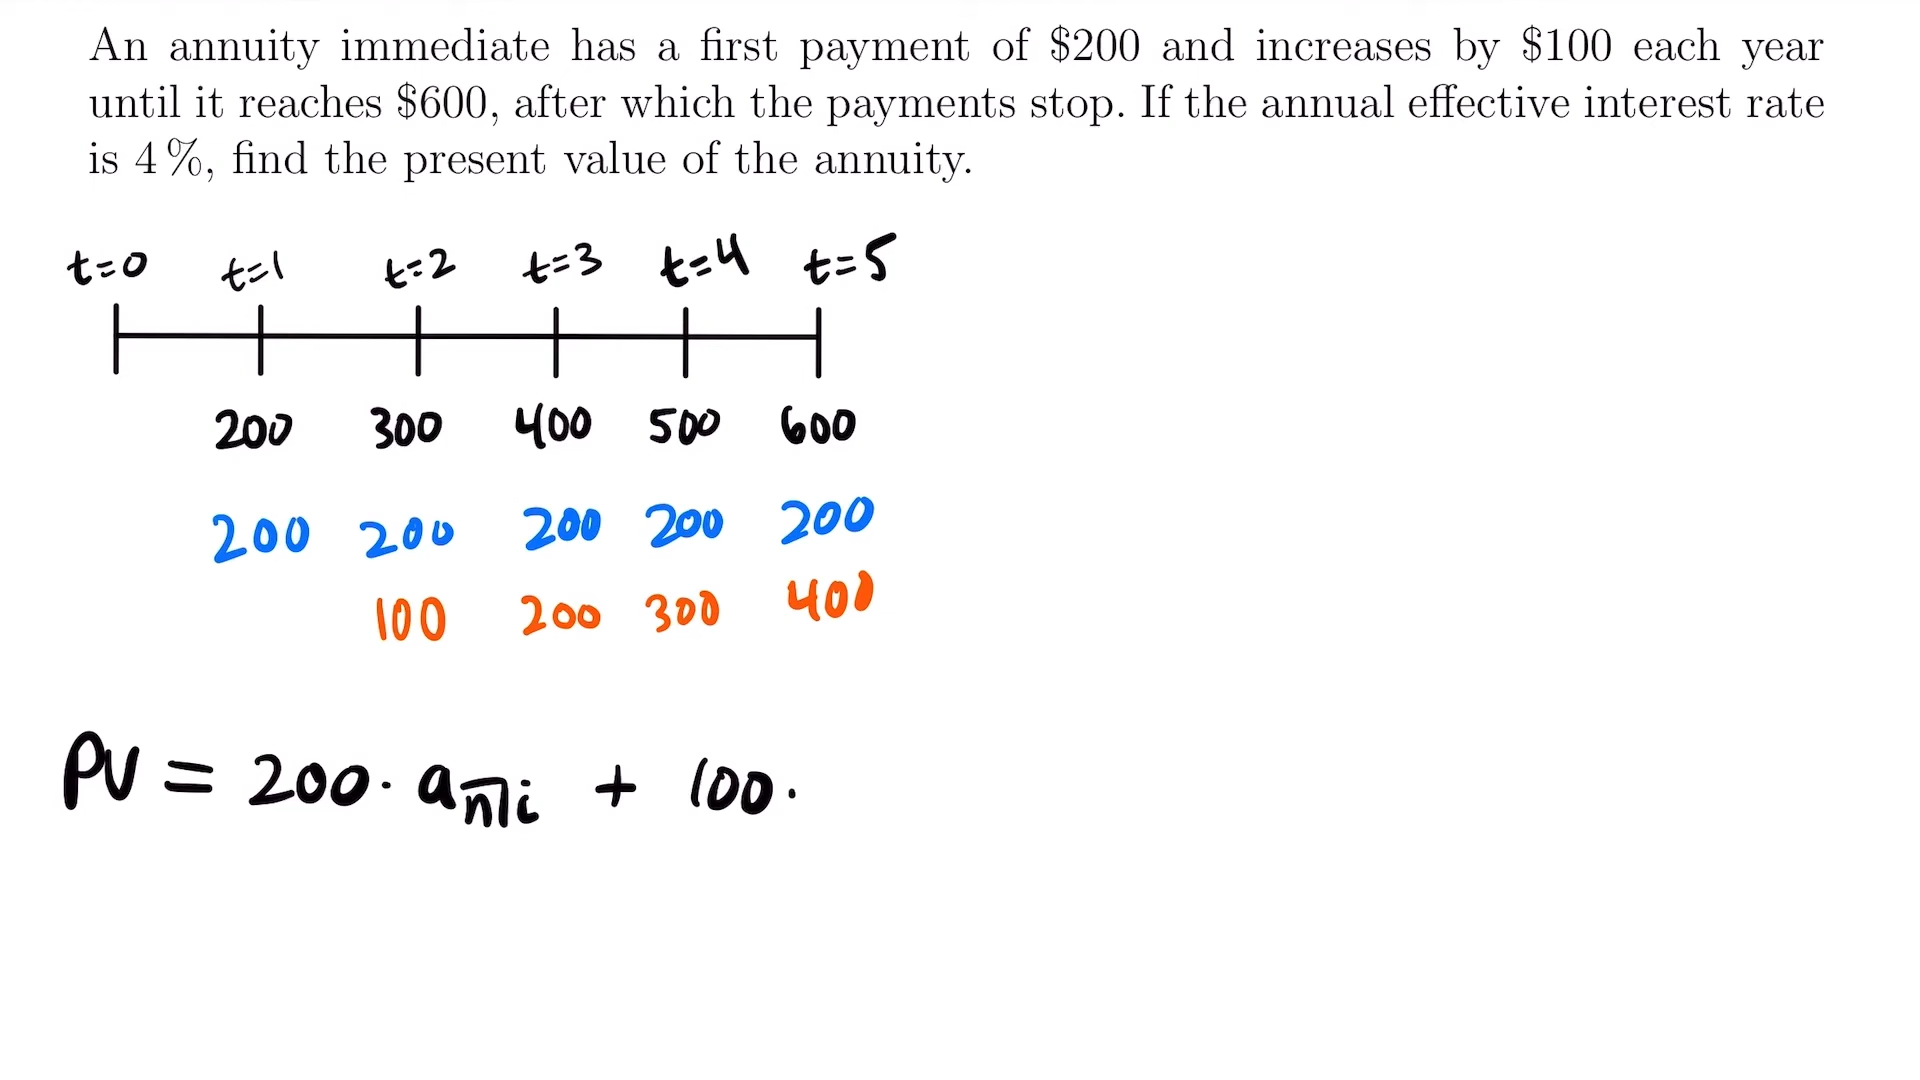 An annuity immediate has a first payment of $200 and increases by $100 each year
until it reaches $600, after which the payments stop. If the annual effective interest rate
is 4 %, find the present value of the annuity.
t=0 t=1 t=2 t=3 t=4 t=5
200 300 400 500 600
200 200 200 200 200
100 200 300 400
PV = 200 · a_{\overline{n}|i} + 100 ·